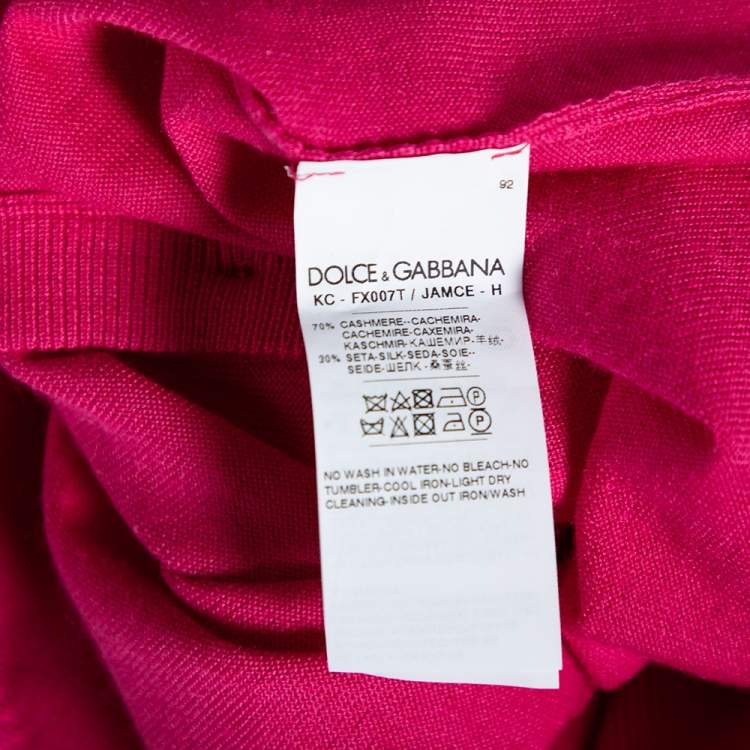 92
DOLCE & GABBANA
KC - FX007T / JAMCE - H
70% CASHMERE--CACHEMIRA-
CACHEMIRE-CAXEMIRA-
KASCHMIR-КАШЕМИР-羊绒-
30% SETA-SILK-SEDA-SOIE--
SEIDE-ШЕЛК -桑蚕丝-
P
P
NO WASH IN WATER-NO BLEACH-NO
TUMBLER-COOL IRON-LIGHT DRY
CLEANING-INSIDE OUT IRON/WASH